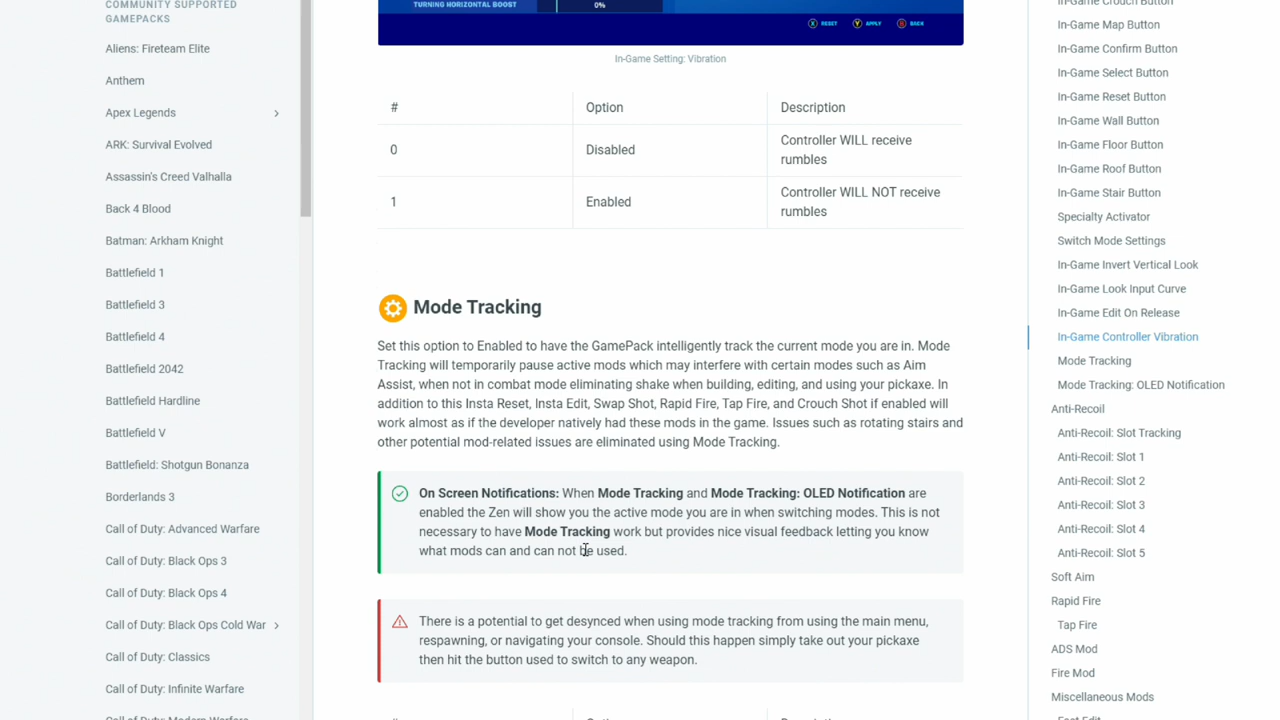 COMMUNITY SUPPORTED
GAMEPACKS
Aliens: Fireteam Elite
Anthem
Apex Legends
ARK: Survival Evolved
Assassin's Creed Valhalla
Back 4 Blood
Batman: Arkham Knight
Battlefield 1
Battlefield 3
Battlefield 4
Battlefield 2042
Battlefield Hardline
Battlefield V
Battlefield: Shotgun Bonanza
Borderlands 3
Call of Duty: Advanced Warfare
Call of Duty: Black Ops 3
Call of Duty: Black Ops 4
Call of Duty: Black Ops Cold War
Call of Duty: Classics
Call of Duty: Infinite Warfare
Call of Duty: Modern Warfare
TURNING HORIZONTAL BOOST 0%
X RESET Y APPLY B BACK
In-Game Setting: Vibration
# Option Description
0 Disabled Controller WILL receive
rumbles
1 Enabled Controller WILL NOT receive
rumbles
Mode Tracking
Set this option to Enabled to have the GamePack intelligently track the current mode you are in. Mode
Tracking will temporarily pause active mods which may interfere with certain modes such as Aim
Assist, when not in combat mode eliminating shake when building, editing, and using your pickaxe. In
addition to this Insta Reset, Insta Edit, Swap Shot, Rapid Fire, Tap Fire, and Crouch Shot if enabled will
work almost as if the developer natively had these mods in the game. Issues such as rotating stairs and
other potential mod-related issues are eliminated using Mode Tracking.
On Screen Notifications: When Mode Tracking and Mode Tracking: OLED Notification are
enabled the Zen will show you the active mode you are in when switching modes. This is not
necessary to have Mode Tracking work but provides nice visual feedback letting you know
what mods can and can not be used.
There is a potential to get desynced when using mode tracking from using the main menu,
respawning, or navigating your console. Should this happen simply take out your pickaxe
then hit the button used to switch to any weapon.
# Option Description
In-Game Crouch Button
In-Game Map Button
In-Game Confirm Button
In-Game Select Button
In-Game Reset Button
In-Game Wall Button
In-Game Floor Button
In-Game Roof Button
In-Game Stair Button
Specialty Activator
Switch Mode Settings
In-Game Invert Vertical Look
In-Game Look Input Curve
In-Game Edit On Release
In-Game Controller Vibration
Mode Tracking
Mode Tracking: OLED Notification
Anti-Recoil
Anti-Recoil: Slot Tracking
Anti-Recoil: Slot 1
Anti-Recoil: Slot 2
Anti-Recoil: Slot 3
Anti-Recoil: Slot 4
Anti-Recoil: Slot 5
Soft Aim
Rapid Fire
Tap Fire
ADS Mod
Fire Mod
Miscellaneous Mods
Fast Edit